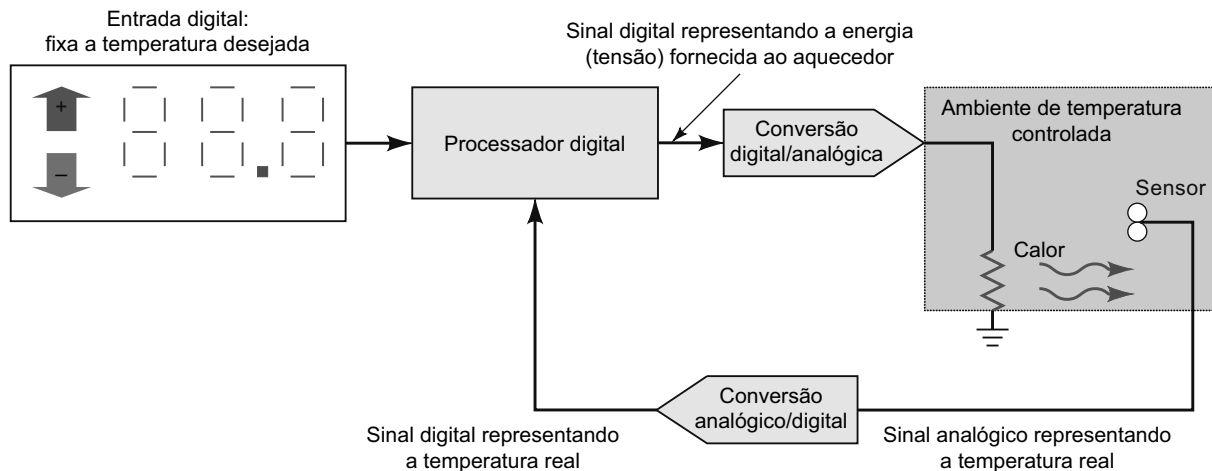 Entrada digital:
fixa a temperatura desejada
+
–
Sinal digital representando a energia
(tensão) fornecida ao aquecedor
Processador digital
Conversão
digital/analógica
Ambiente de temperatura
controlada
Sensor
Calor
Conversão
analógico/digital
Sinal digital representando
a temperatura real
Sinal analógico representando
a temperatura real